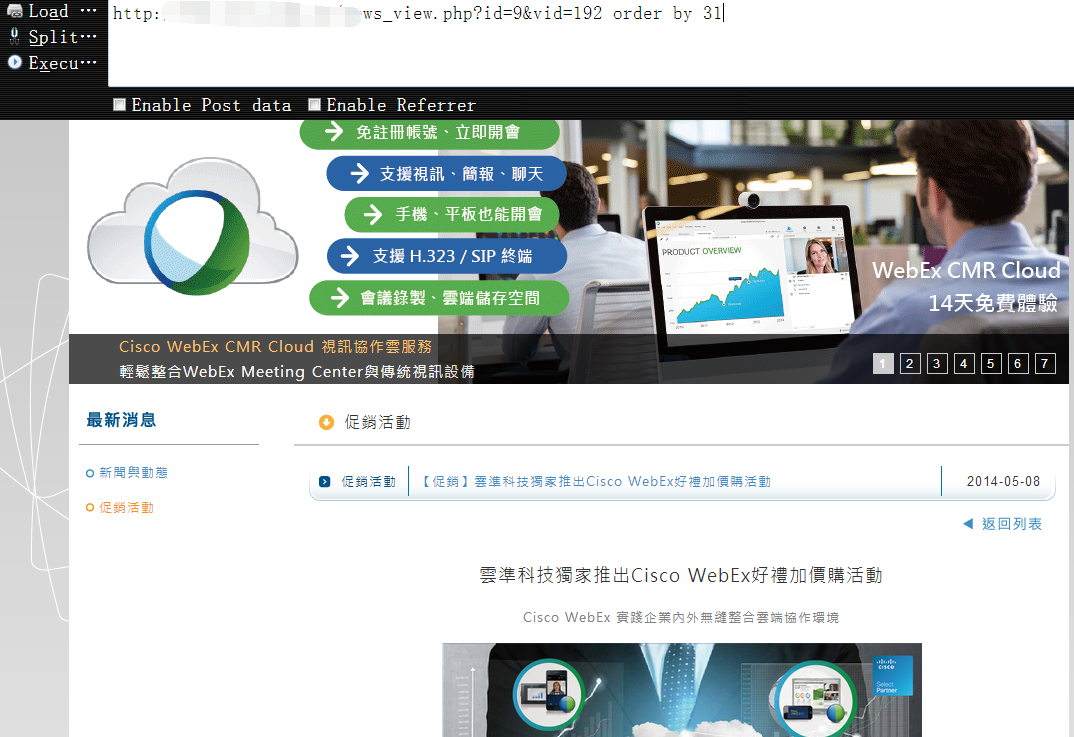 Load ...
http: ws_view.php?id=9&vid=192 order by 31
Split...
Execu...
Enable Post data Enable Referrer
免註冊帳號、立即開會
支援視訊、簡報、聊天
手機、平板也能開會
支援 H.323 / SIP 終端
會議錄製、雲端儲存空間
PRODUCT OVERVIEW
WebEx CMR Cloud
14天免費體驗
Cisco WebEx CMR Cloud 視訊協作雲服務
輕鬆整合WebEx Meeting Center與傳統視訊設備
1 2 3 4 5 6 7
最新消息
新聞與動態
促銷活動
促銷活動
促銷活動 【促銷】雲準科技獨家推出Cisco WebEx好禮加價購活動 2014-05-08
返回列表
雲準科技獨家推出Cisco WebEx好禮加價購活動
Cisco WebEx 實踐企業內外無縫整合雲端協作環境
CISCO
Select
Partner